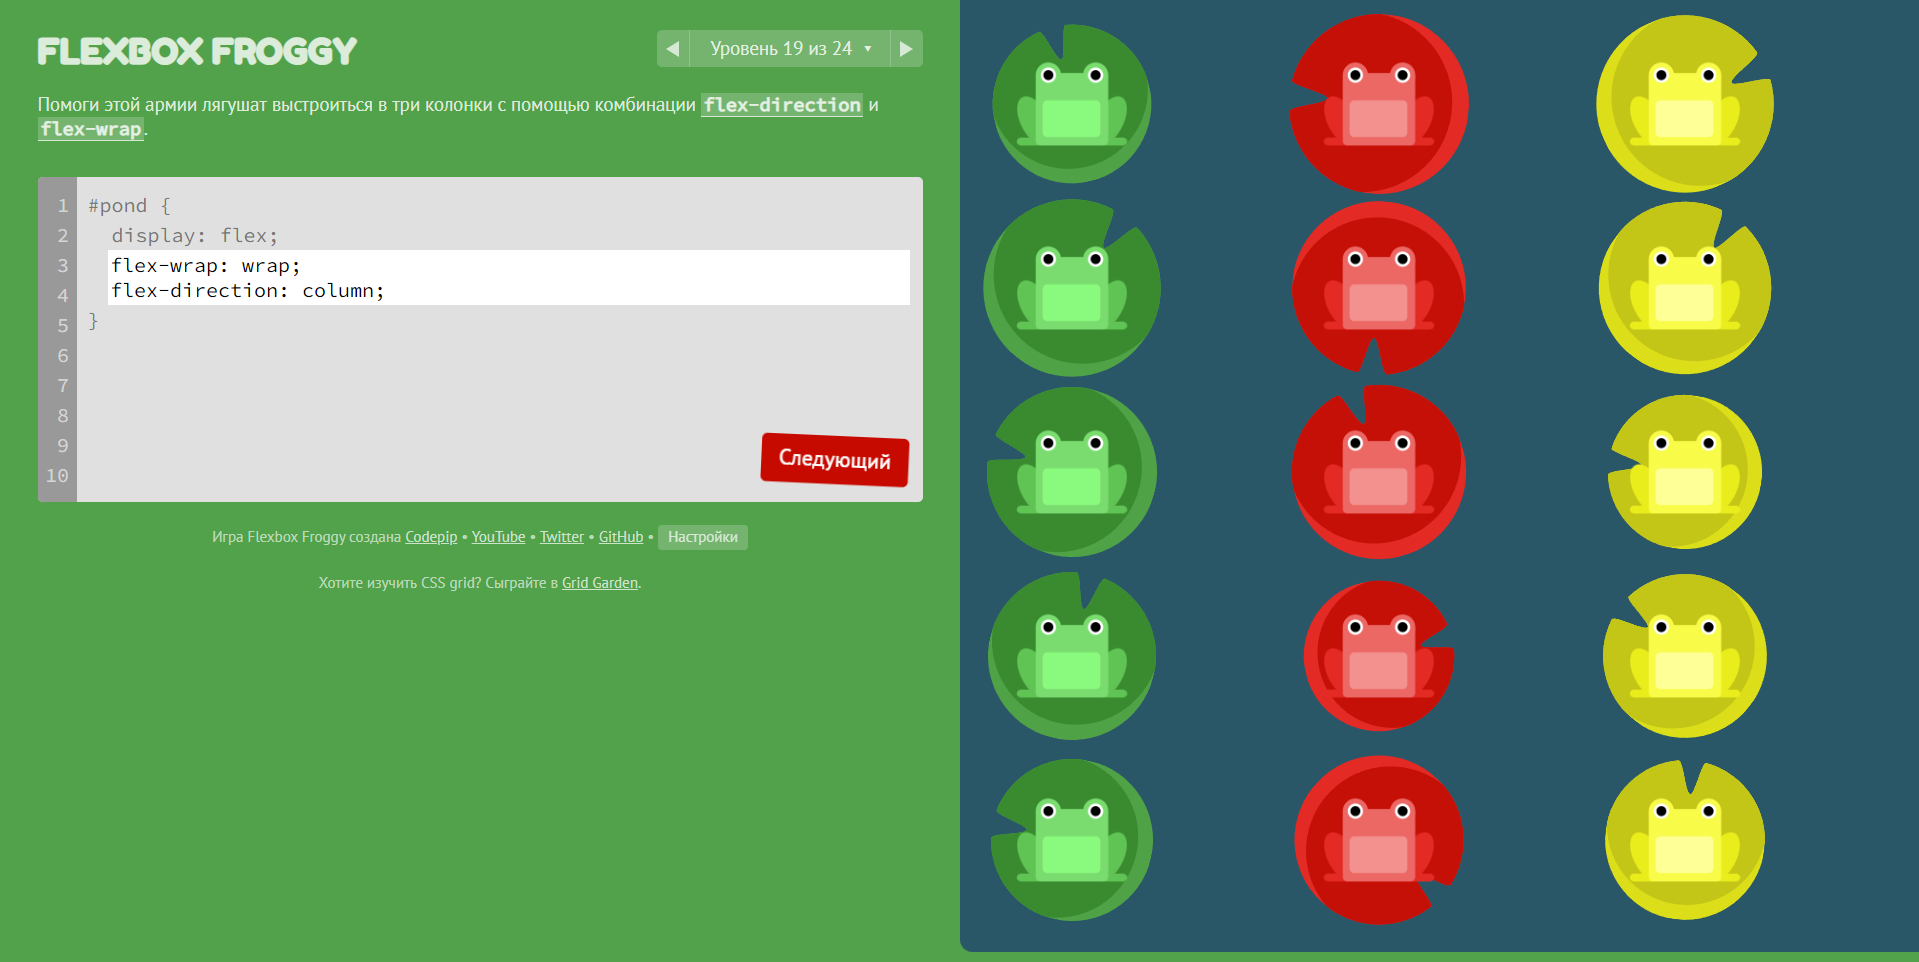 FLEXBOX FROGGY
Уровень 19 из 24
Помоги этой армии лягушат выстроиться в три колонки с помощью комбинации flex-direction и
flex-wrap.
1 #pond {
2 display: flex;
3 flex-wrap: wrap;
4 flex-direction: column;
5 }
6
7
8
9
10
Следующий
Игра Flexbox Froggy создана Codepip • YouTube • Twitter • GitHub • Настройки
Хотите изучить CSS grid? Сыграйте в Grid Garden.